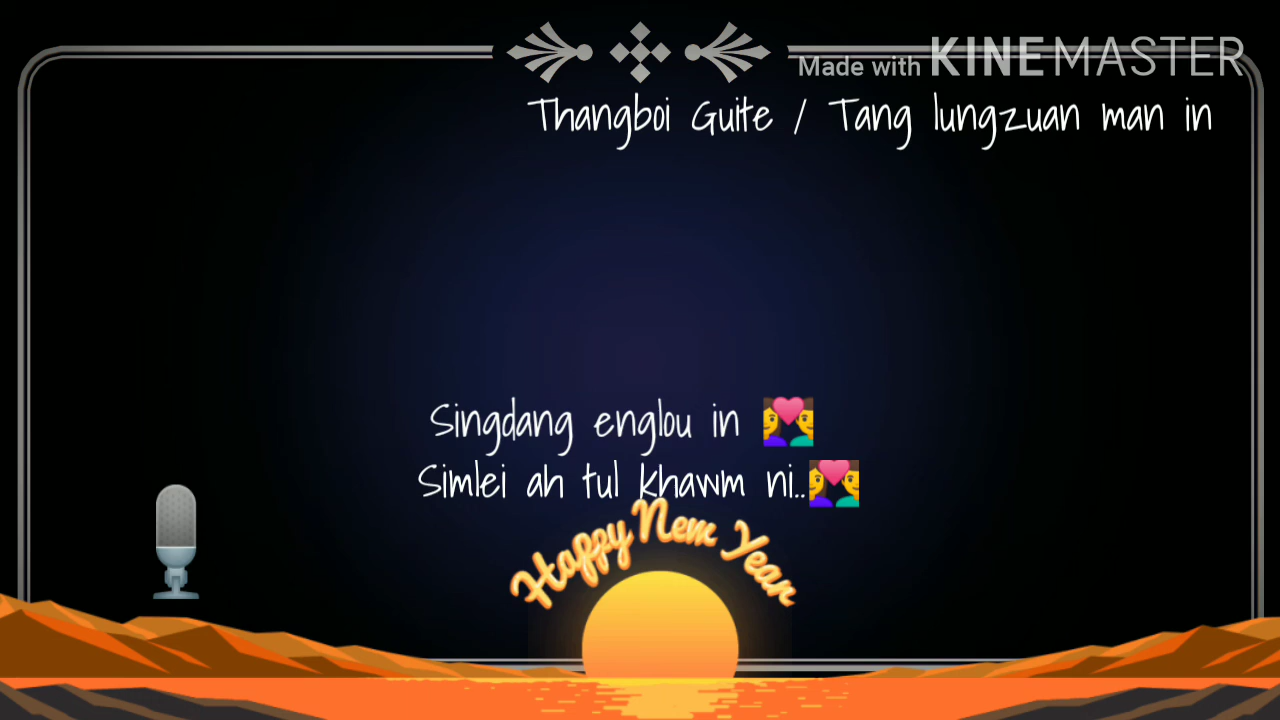 Made with KINEMASTER
Thangboi Guite / Tang lungzuan man in
Singdang englou in
Simlei ah tul khawm ni..
Happy New Year